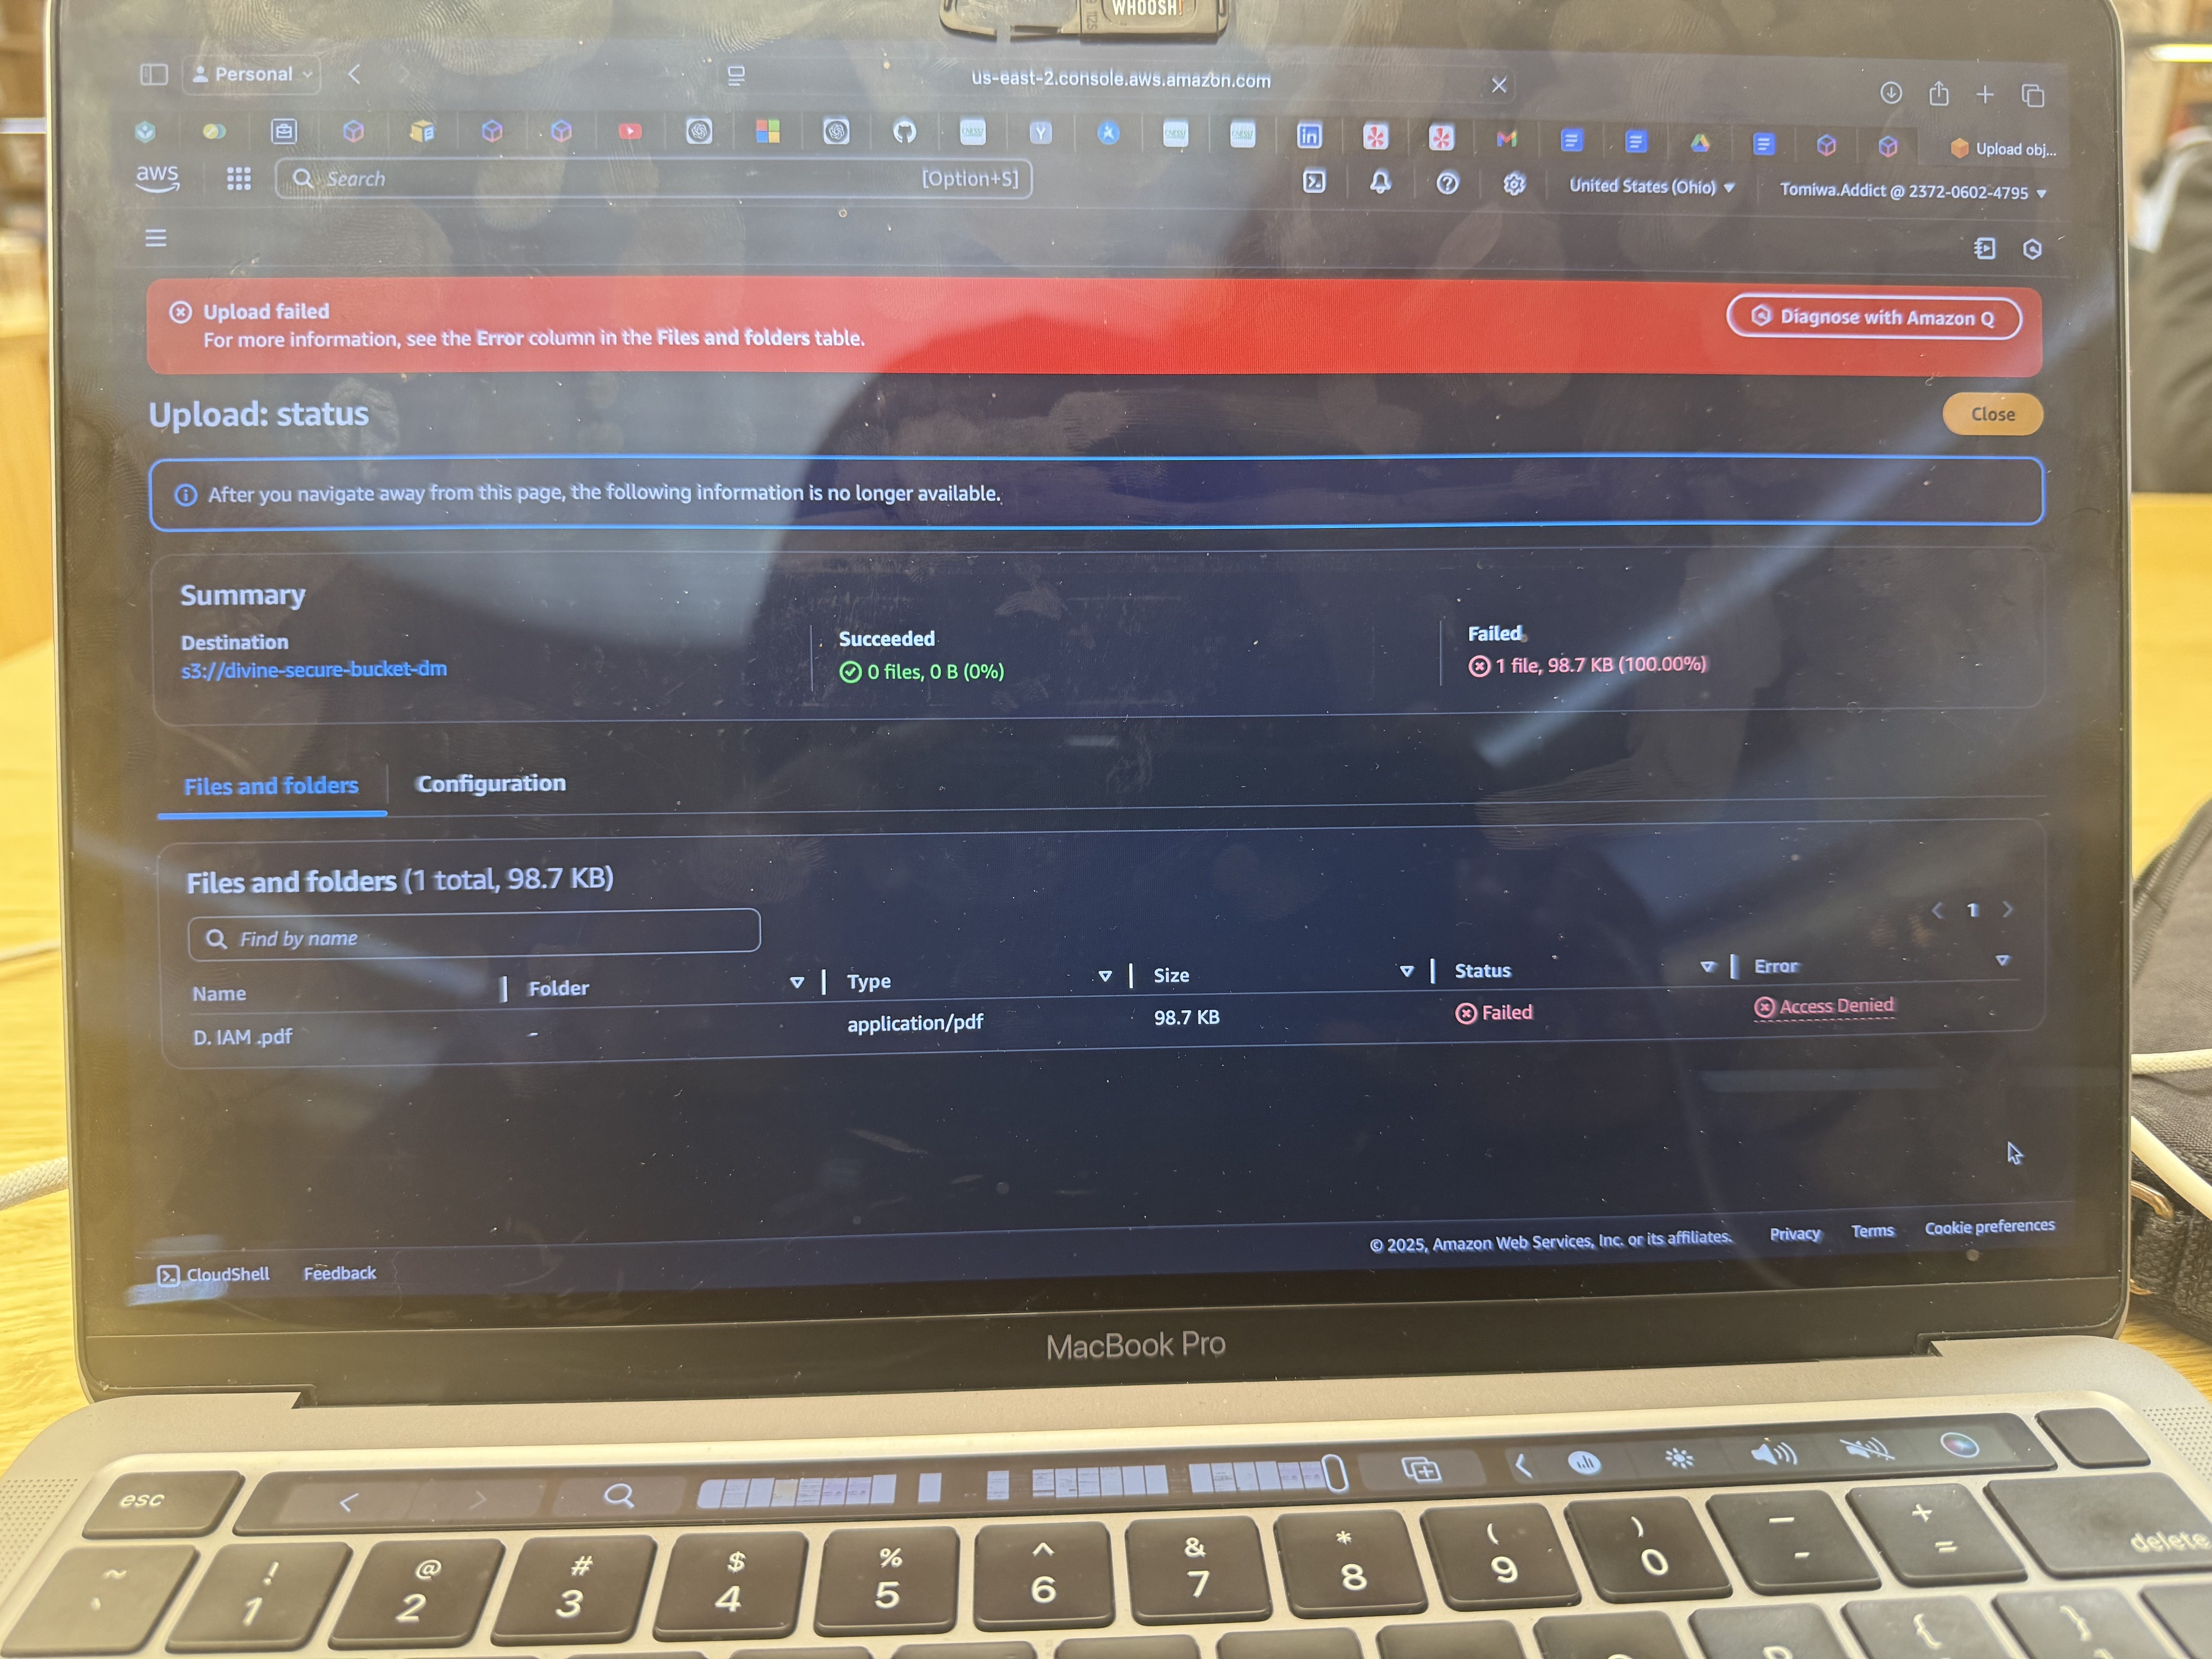 WHOOSH!
Personal
us-east-2.console.aws.amazon.com
Upload obj...
aws
Search [Option+S]
United States (Ohio)
Tomiwa.Addict @ 2372-0602-4795
Upload failed
For more information, see the Error column in the Files and folders table.
Diagnose with Amazon Q
Upload: status
Close
After you navigate away from this page, the following information is no longer available.
Summary
Destination
s3://divine-secure-bucket-dm
Succeeded
0 files, 0 B (0%)
Failed
1 file, 98.7 KB (100.00%)
Files and folders
Configuration
Files and folders (1 total, 98.7 KB)
Find by name
1
Name Folder Type Size Status Error
D. IAM .pdf - application/pdf 98.7 KB Failed Access Denied
© 2025, Amazon Web Services, Inc. or its affiliates. Privacy Terms Cookie preferences
CloudShell Feedback
MacBook Pro
esc
~ ! @ # $ % ^ & * ( ) — +
` 1 2 3 4 5 6 7 8 9 0 - = delete
{ }